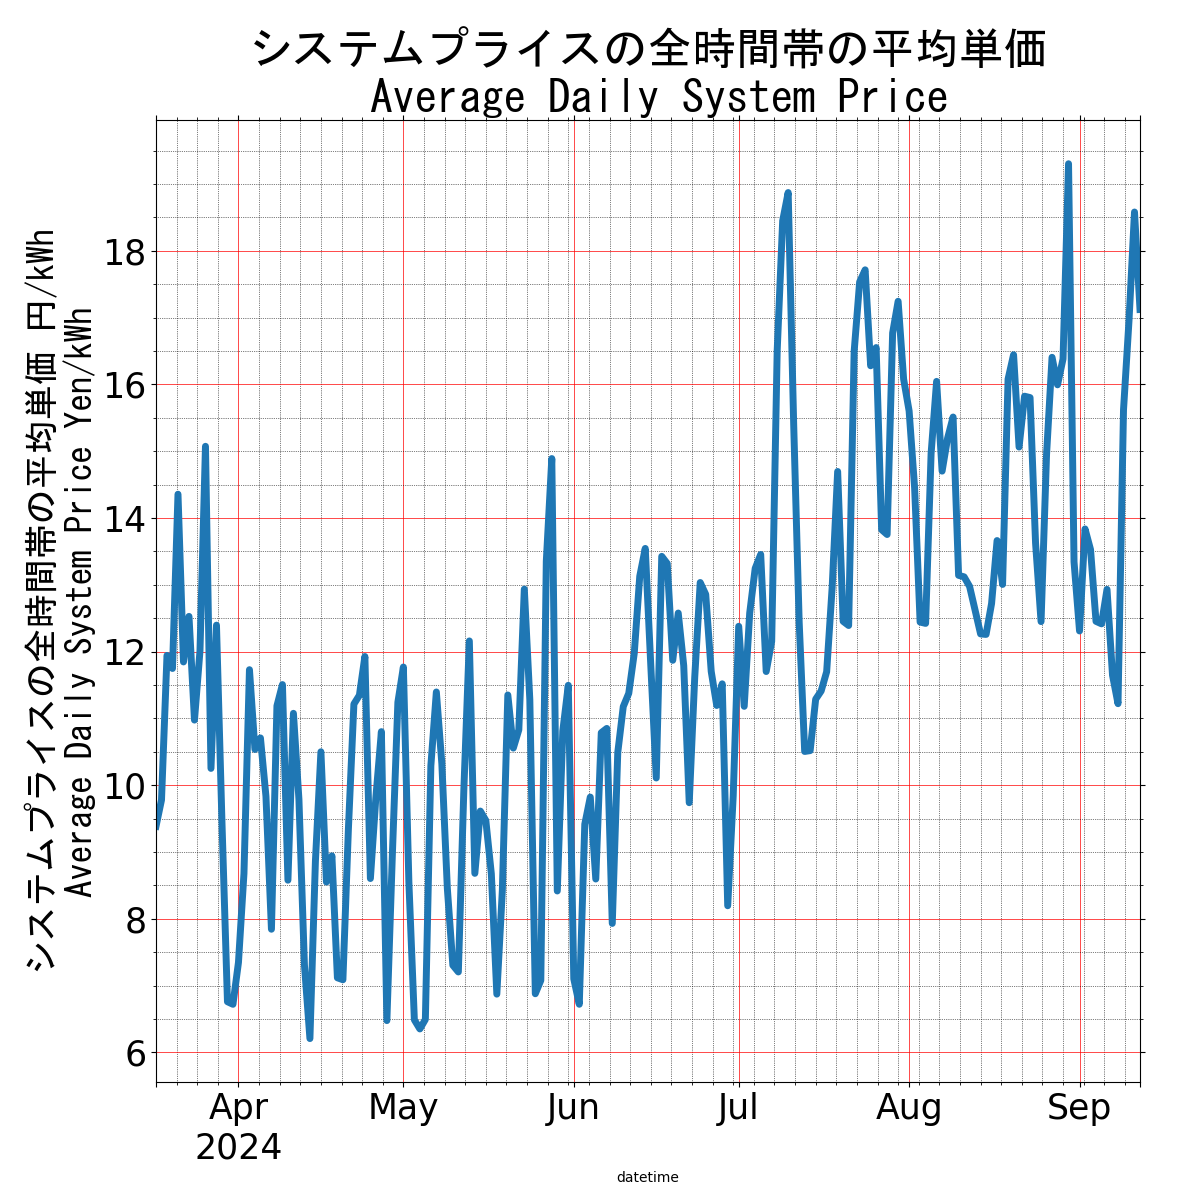 システムプライスの全時間帯の平均単価
Average Daily System Price
システムプライスの全時間帯の平均単価 円/kWh
Average Daily System Price Yen/kWh
18
16
14
12
10
8
6
Apr
May
Jun
Jul
Aug
Sep
2024
datetime